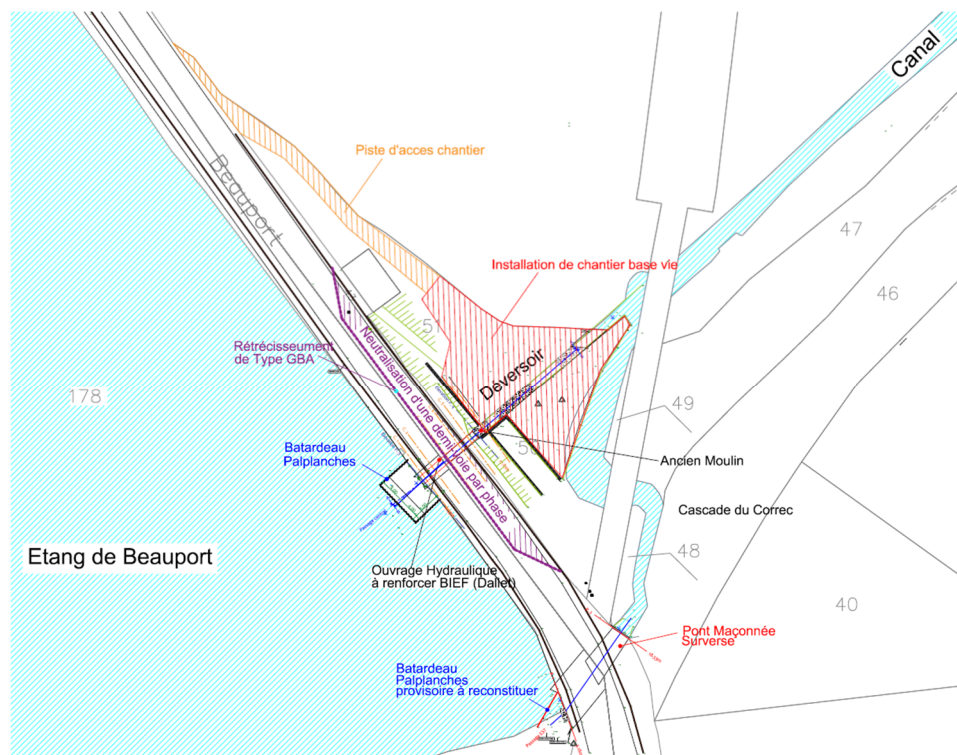 Canal
Piste d'acces chantier
Beauport
47
Installation de chantier base vie
46
51
Rétrécisseument
de Type GBA
Neutralisation d'une demi-voie par phase
Déversoir
178
49
50
Batardeau
Palplanches
Ancien Moulin
Cascade du Correc
Etang de Beauport
48
Ouvrage Hydraulique
à renforcer BIEF (Dallet)
40
Pont Maçonnée
Surverse
Batardeau
Palplanches
provisoire à reconstituer